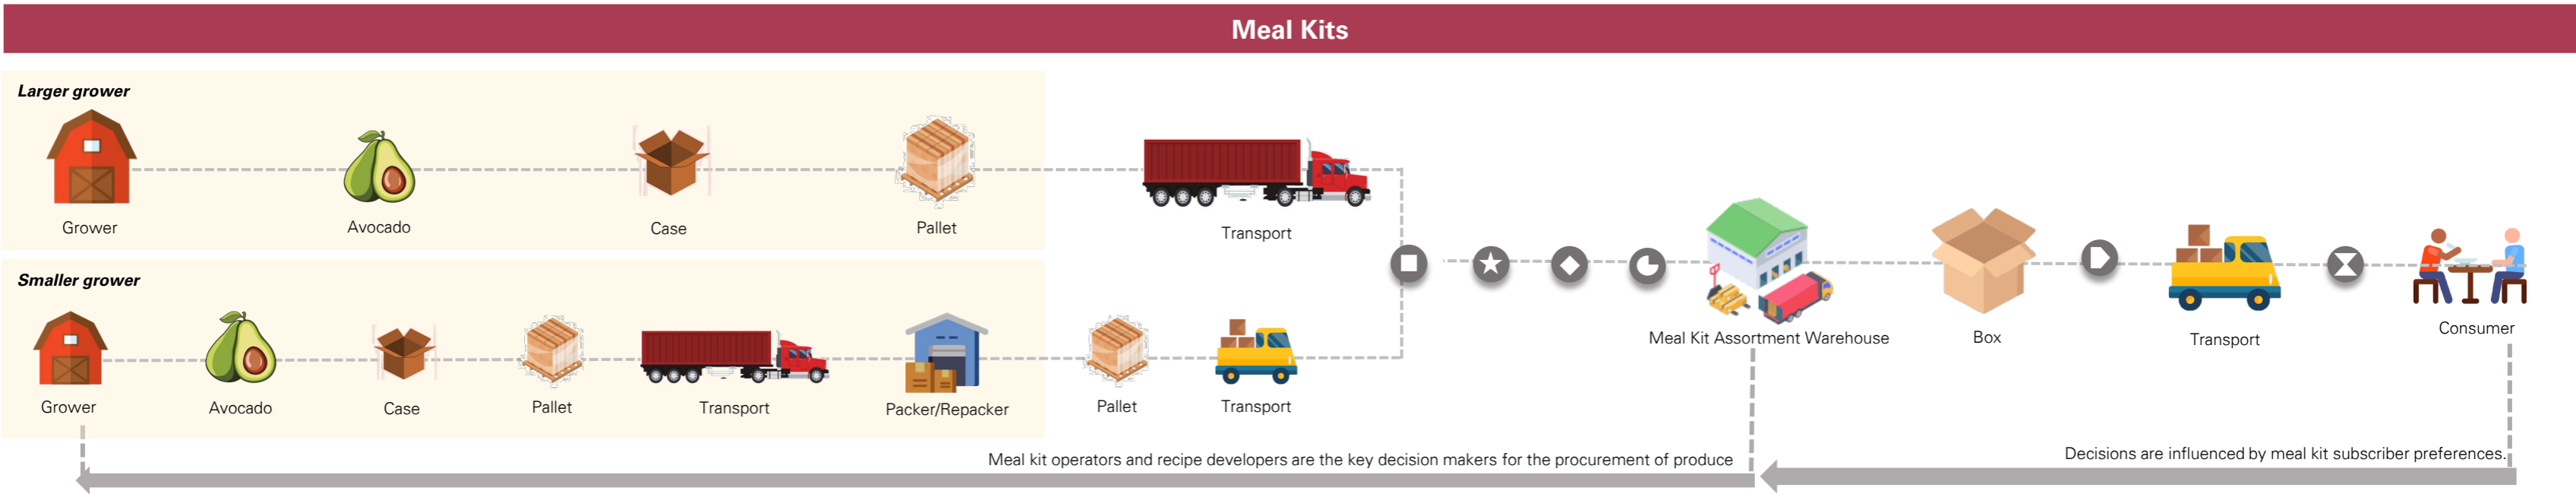 Meal Kits
Larger grower
Grower
Avocado
Case
Pallet
Transport
Smaller grower
Grower
Avocado
Case
Pallet
Transport
Packer/Repacker
Pallet
Transport
Meal Kit Assortment Warehouse
Box
Transport
Consumer
Meal kit operators and recipe developers are the key decision makers for the procurement of produce
Decisions are influenced by meal kit subscriber preferences.